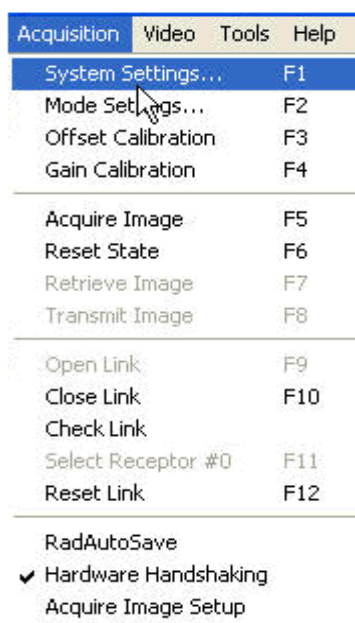 Acquisition Video Tools Help
System Settings... F1
Mode Settings... F2
Offset Calibration F3
Gain Calibration F4
Acquire Image F5
Reset State F6
Retrieve Image F7
Transmit Image F8
Open Link F9
Close Link F10
Check Link
Select Receptor #0 F11
Reset Link F12
RadAutoSave
Hardware Handshaking
Acquire Image Setup